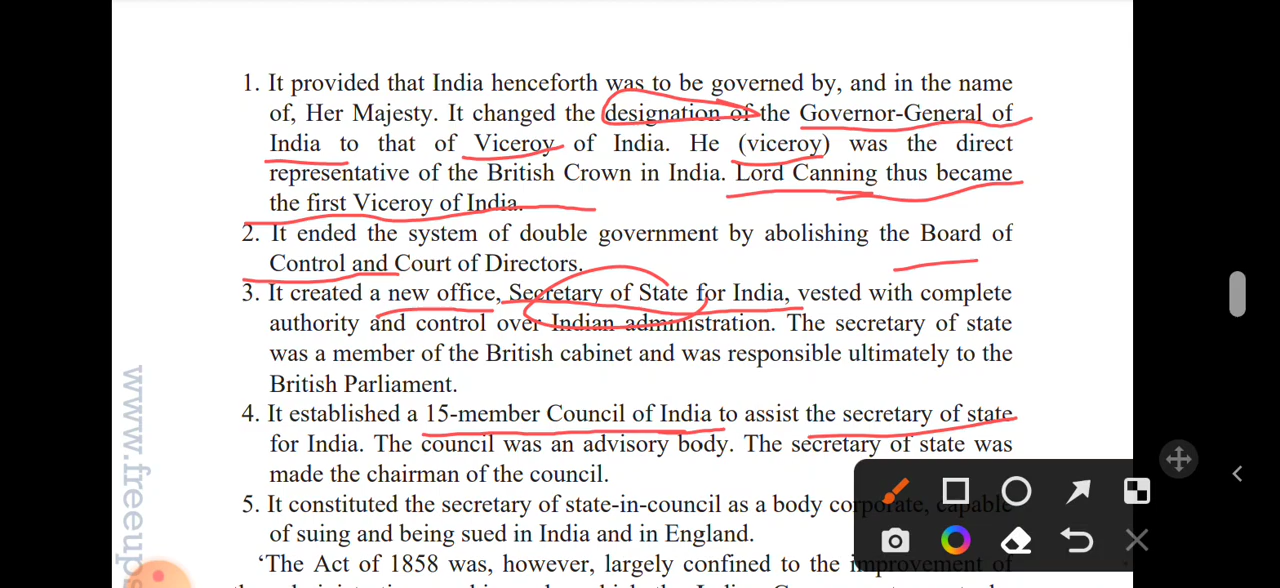 1. It provided that India henceforth was to be governed by, and in the name
of, Her Majesty. It changed the designation of the Governor-General of
India to that of Viceroy of India. He (viceroy) was the direct
representative of the British Crown in India. Lord Canning thus became
the first Viceroy of India.
2. It ended the system of double government by abolishing the Board of
Control and Court of Directors.
3. It created a new office, Secretary of State for India, vested with complete
authority and control over Indian administration. The secretary of state
was a member of the British cabinet and was responsible ultimately to the
British Parliament.
4. It established a 15-member Council of India to assist the secretary of state
for India. The council was an advisory body. The secretary of state was
made the chairman of the council.
5. It constituted the secretary of state-in-council as a body corporate, capable
of suing and being sued in India and in England.
‘The Act of 1858 was, however, largely confined to the improvement of
www.freeups